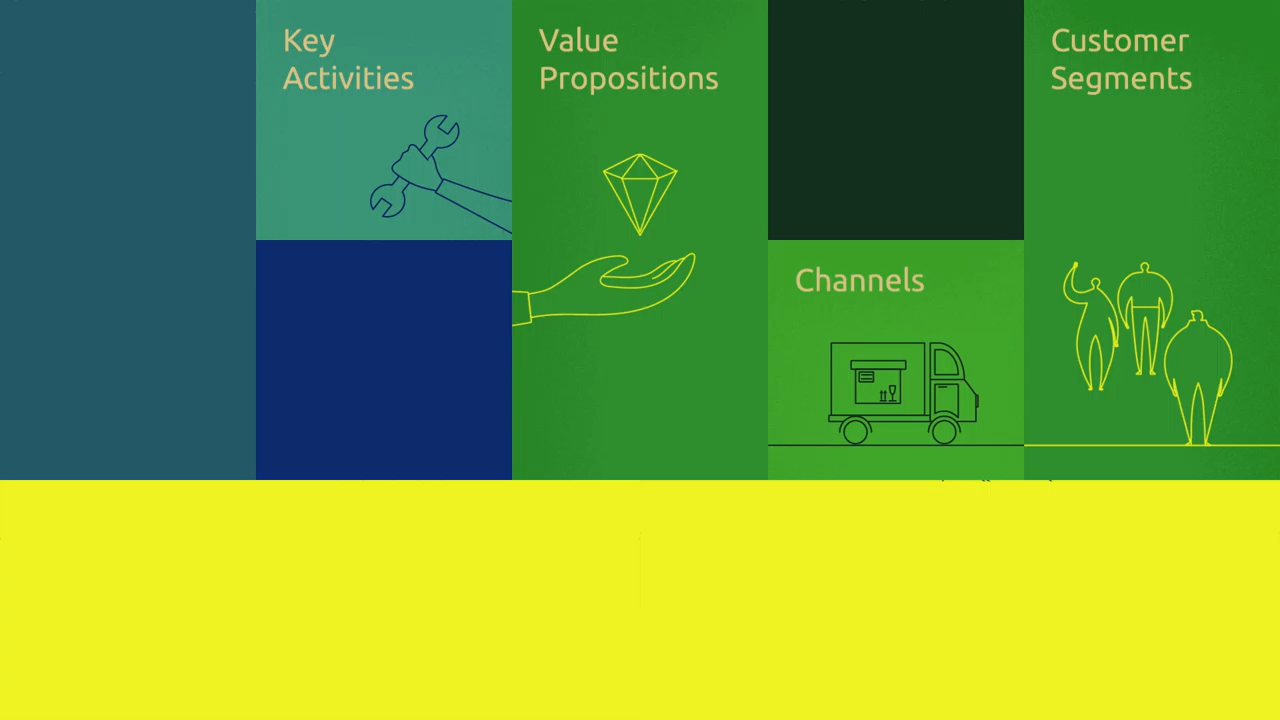 Key
Activities
Value
Propositions
Customer
Segments
Channels